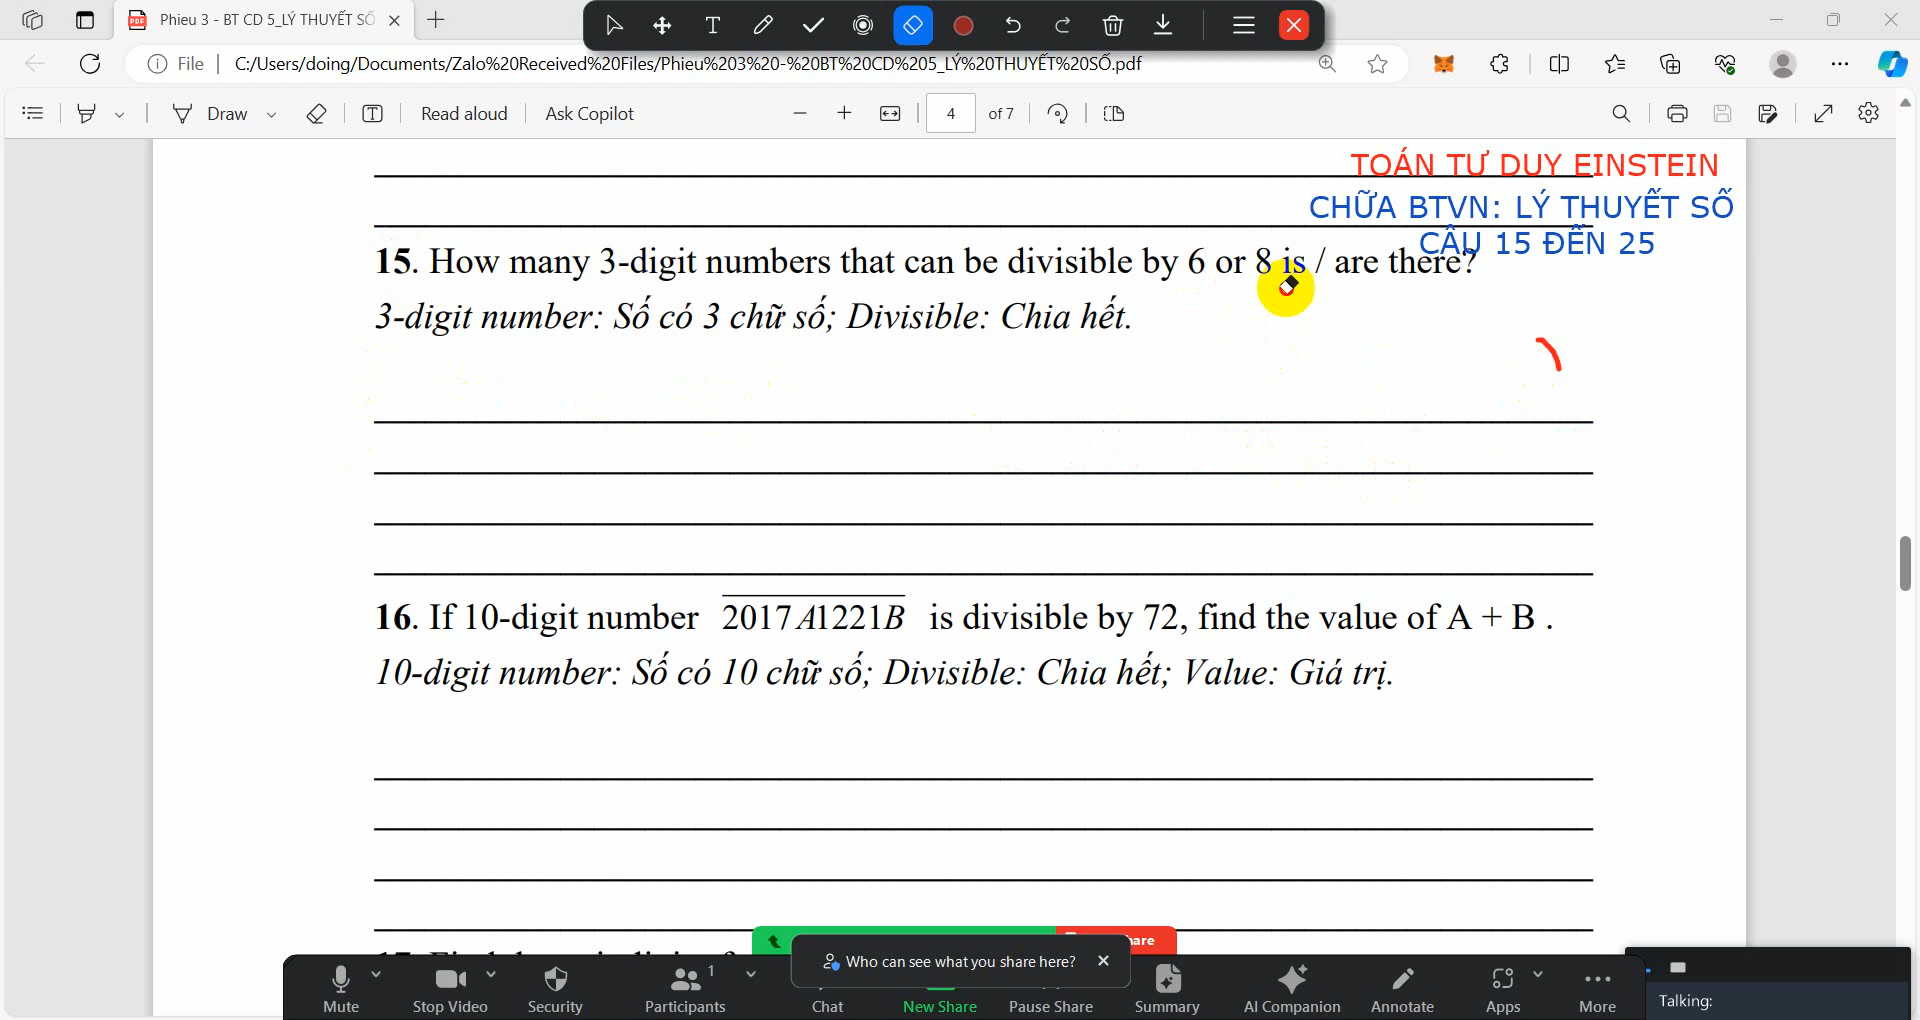 Phieu 3 - BT CD 5_LÝ THUYẾT SỐ
File
C:/Users/doing/Documents/Zalo%20Received%20Files/Phieu%203%20-%20BT%20CD%205_LÝ%20THUYẾT%20SỐ.pdf
Draw
Read aloud
Ask Copilot
4 of 7
TOÁN TƯ DUY EINSTEIN
CHỮA BTVN: LÝ THUYẾT SỐ
CÂU 15 ĐẾN 25
15. How many 3-digit numbers that can be divisible by 6 or 8 is / are there?
3-digit number: Số có 3 chữ số; Divisible: Chia hết.
16. If 10-digit number 2017A1221B is divisible by 72, find the value of A + B .
10-digit number: Số có 10 chữ số; Divisible: Chia hết; Value: Giá trị.
Who can see what you share here?
Mute
Stop Video
Security
Participants
1
Chat
New Share
Pause Share
Summary
AI Companion
Annotate
Apps
More
Talking: